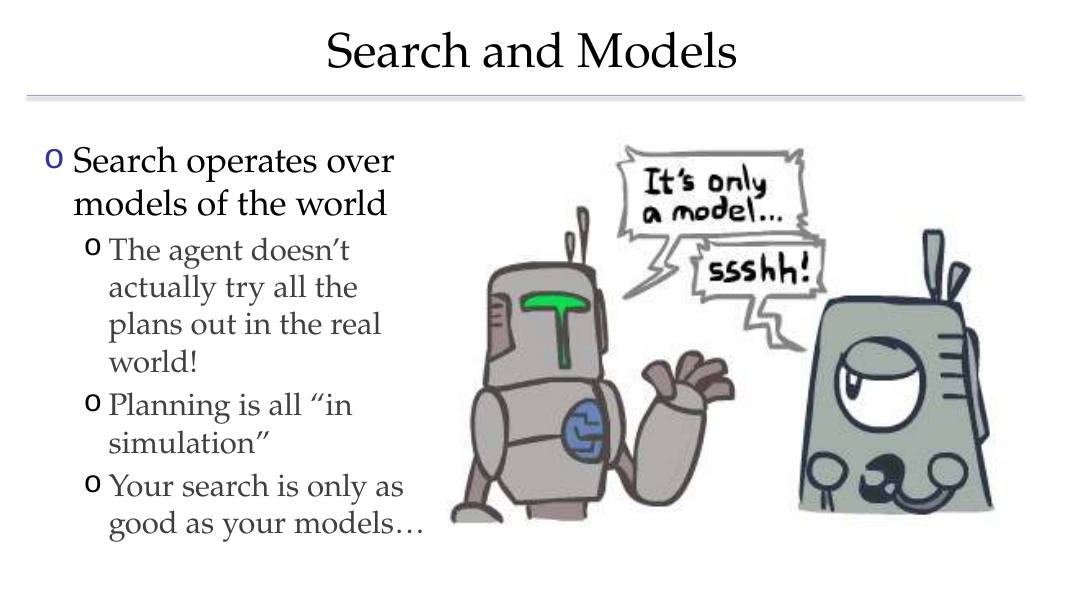 Search and Models
o Search operates over
models of the world
o The agent doesn’t
actually try all the
plans out in the real
world!
o Planning is all “in
simulation”
o Your search is only as
good as your models…
It's only
a model...
ssshh!